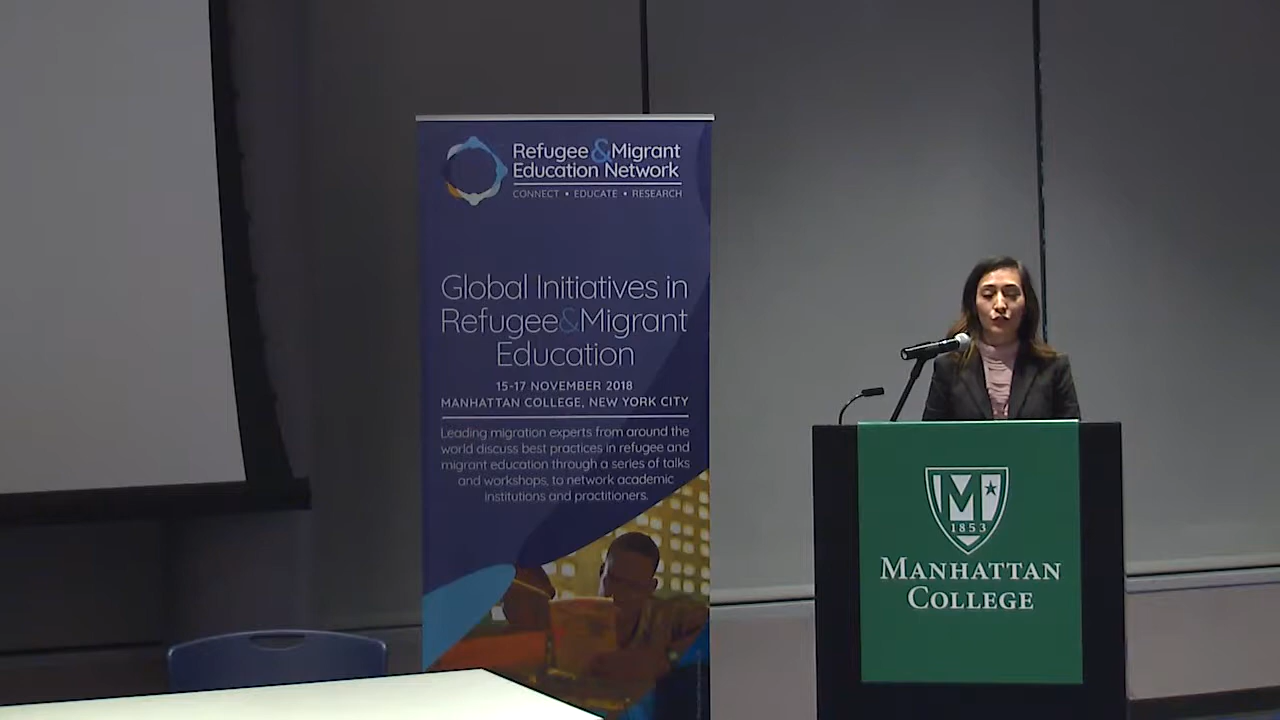 Refugee & Migrant
Education Network
CONNECT • EDUCATE • RESEARCH
Global Initiatives in
Refugee & Migrant
Education
15-17 NOVEMBER 2018
MANHATTAN COLLEGE, NEW YORK CITY
Leading migration experts from around the
world discuss best practices in refugee and
migrant education through a series of talks
and workshops, to network academic
institutions and practitioners.
M
1853
MANHATTAN
COLLEGE